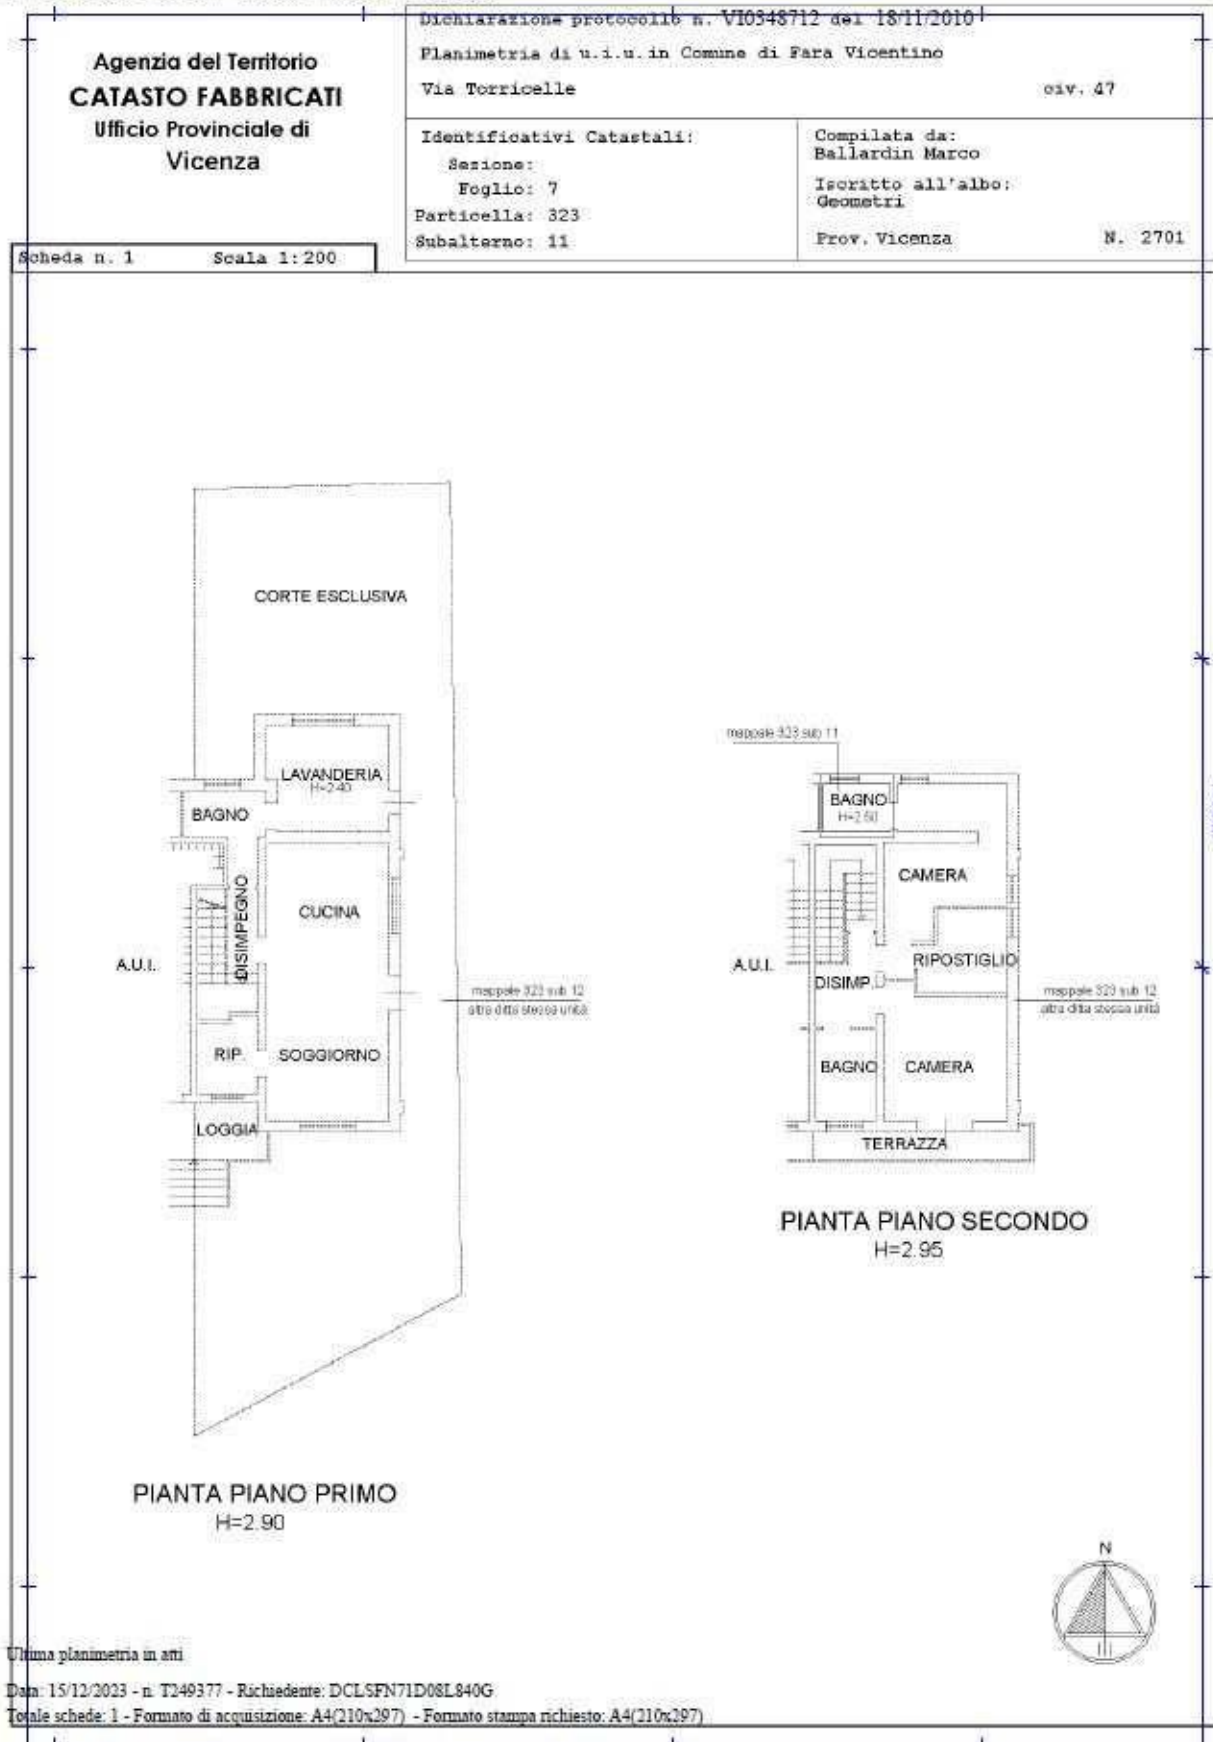 Agenzia del Territorio
CATASTO FABBRICATI
Ufficio Provinciale di
Vicenza
Scheda n. 1 Scala 1:200
Dichiarazione protocollo n. VI0348712 del 18/11/2010
Planimetria di u.i.u. in Comune di Fara Vicentino
Via Torricelle civ. 47
Identificativi Catastali:
Sezione:
Foglio: 7
Particella: 323
Subalterno: 11
Compilata da:
Ballardin Marco
Iscritto all'albo:
Geometri
Prov. Vicenza N. 2701
CORTE ESCLUSIVA
LAVANDERIA
H=2.40
BAGNO
DISIMPEGNO
CUCINA
A.U.I.
mappale 323 sub 12
altra ditta stessa unità
RIP.
SOGGIORNO
LOGGIA
PIANTA PIANO PRIMO
H=2.90
mappale 323 sub 11
BAGNO
H=2.60
CAMERA
A.U.I.
RIPOSTIGLIO
DISIMP.
mappale 323 sub 12
altra ditta stessa unità
BAGNO
CAMERA
TERRAZZA
PIANTA PIANO SECONDO
H=2.95
N
Ultima planimetria in atti
Data: 15/12/2023 - n. T249377 - Richiedente: DCLSFN71D08L840G
Totale schede: 1 - Formato di acquisizione: A4(210x297) - Formato stampa richiesto: A4(210x297)